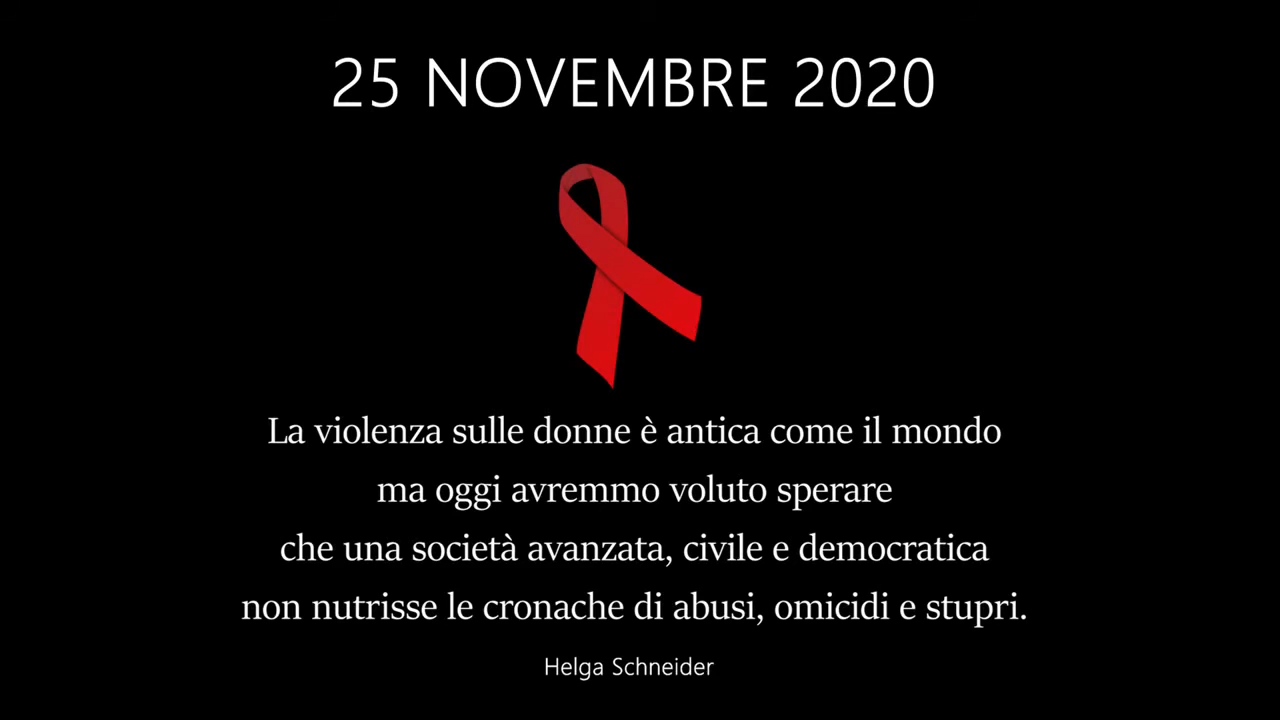 25 NOVEMBRE 2020
La violenza sulle donne è antica come il mondo
ma oggi avremmo voluto sperare
che una società avanzata, civile e democratica
non nutrisse le cronache di abusi, omicidi e stupri.
Helga Schneider